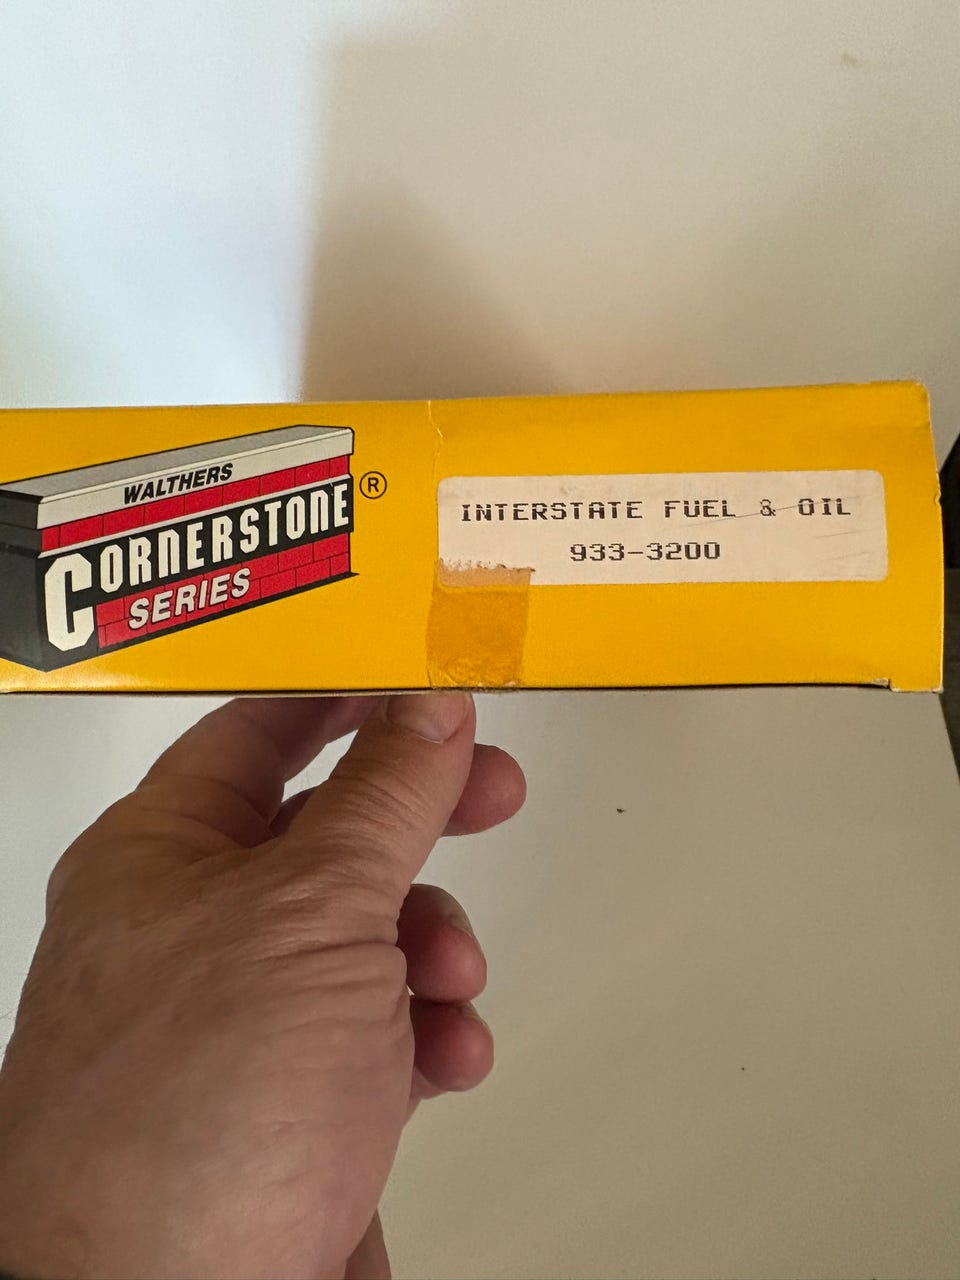 WALTHERS
CORNERSTONE®
SERIES
INTERSTATE FUEL & OIL
933-3200